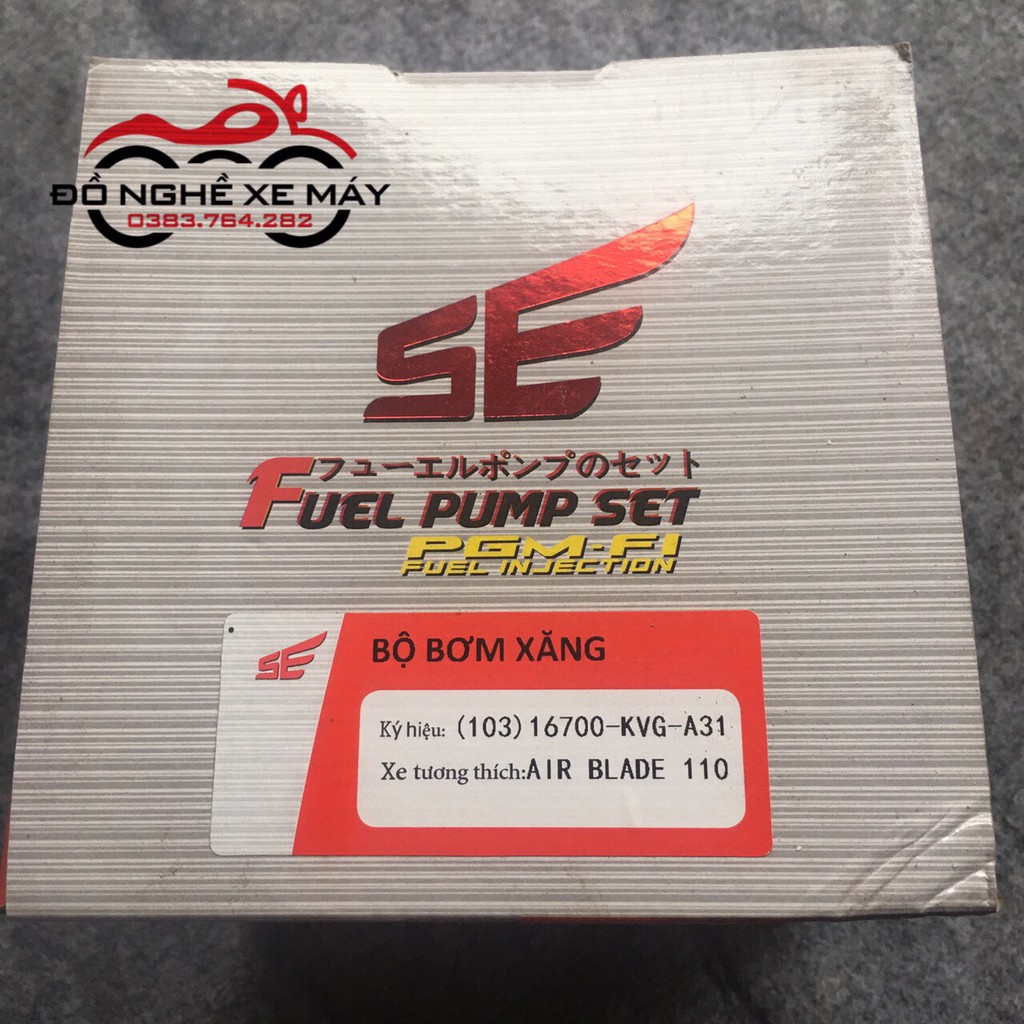 ĐỒ NGHỀ XE MÁY
0383.764.282
SE
フューエルポンプのセット
FUEL PUMP SET
PGM-FI
FUEL INJECTION
SE
BỘ BƠM XĂNG
Ký hiệu: (103)16700-KVG-A31
Xe tương thích:AIR BLADE 110